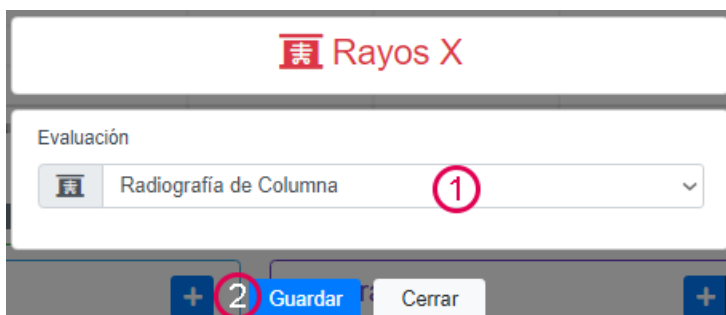 Rayos X
Evaluación
Radiografía de Columna
1
2
Guardar
Cerrar